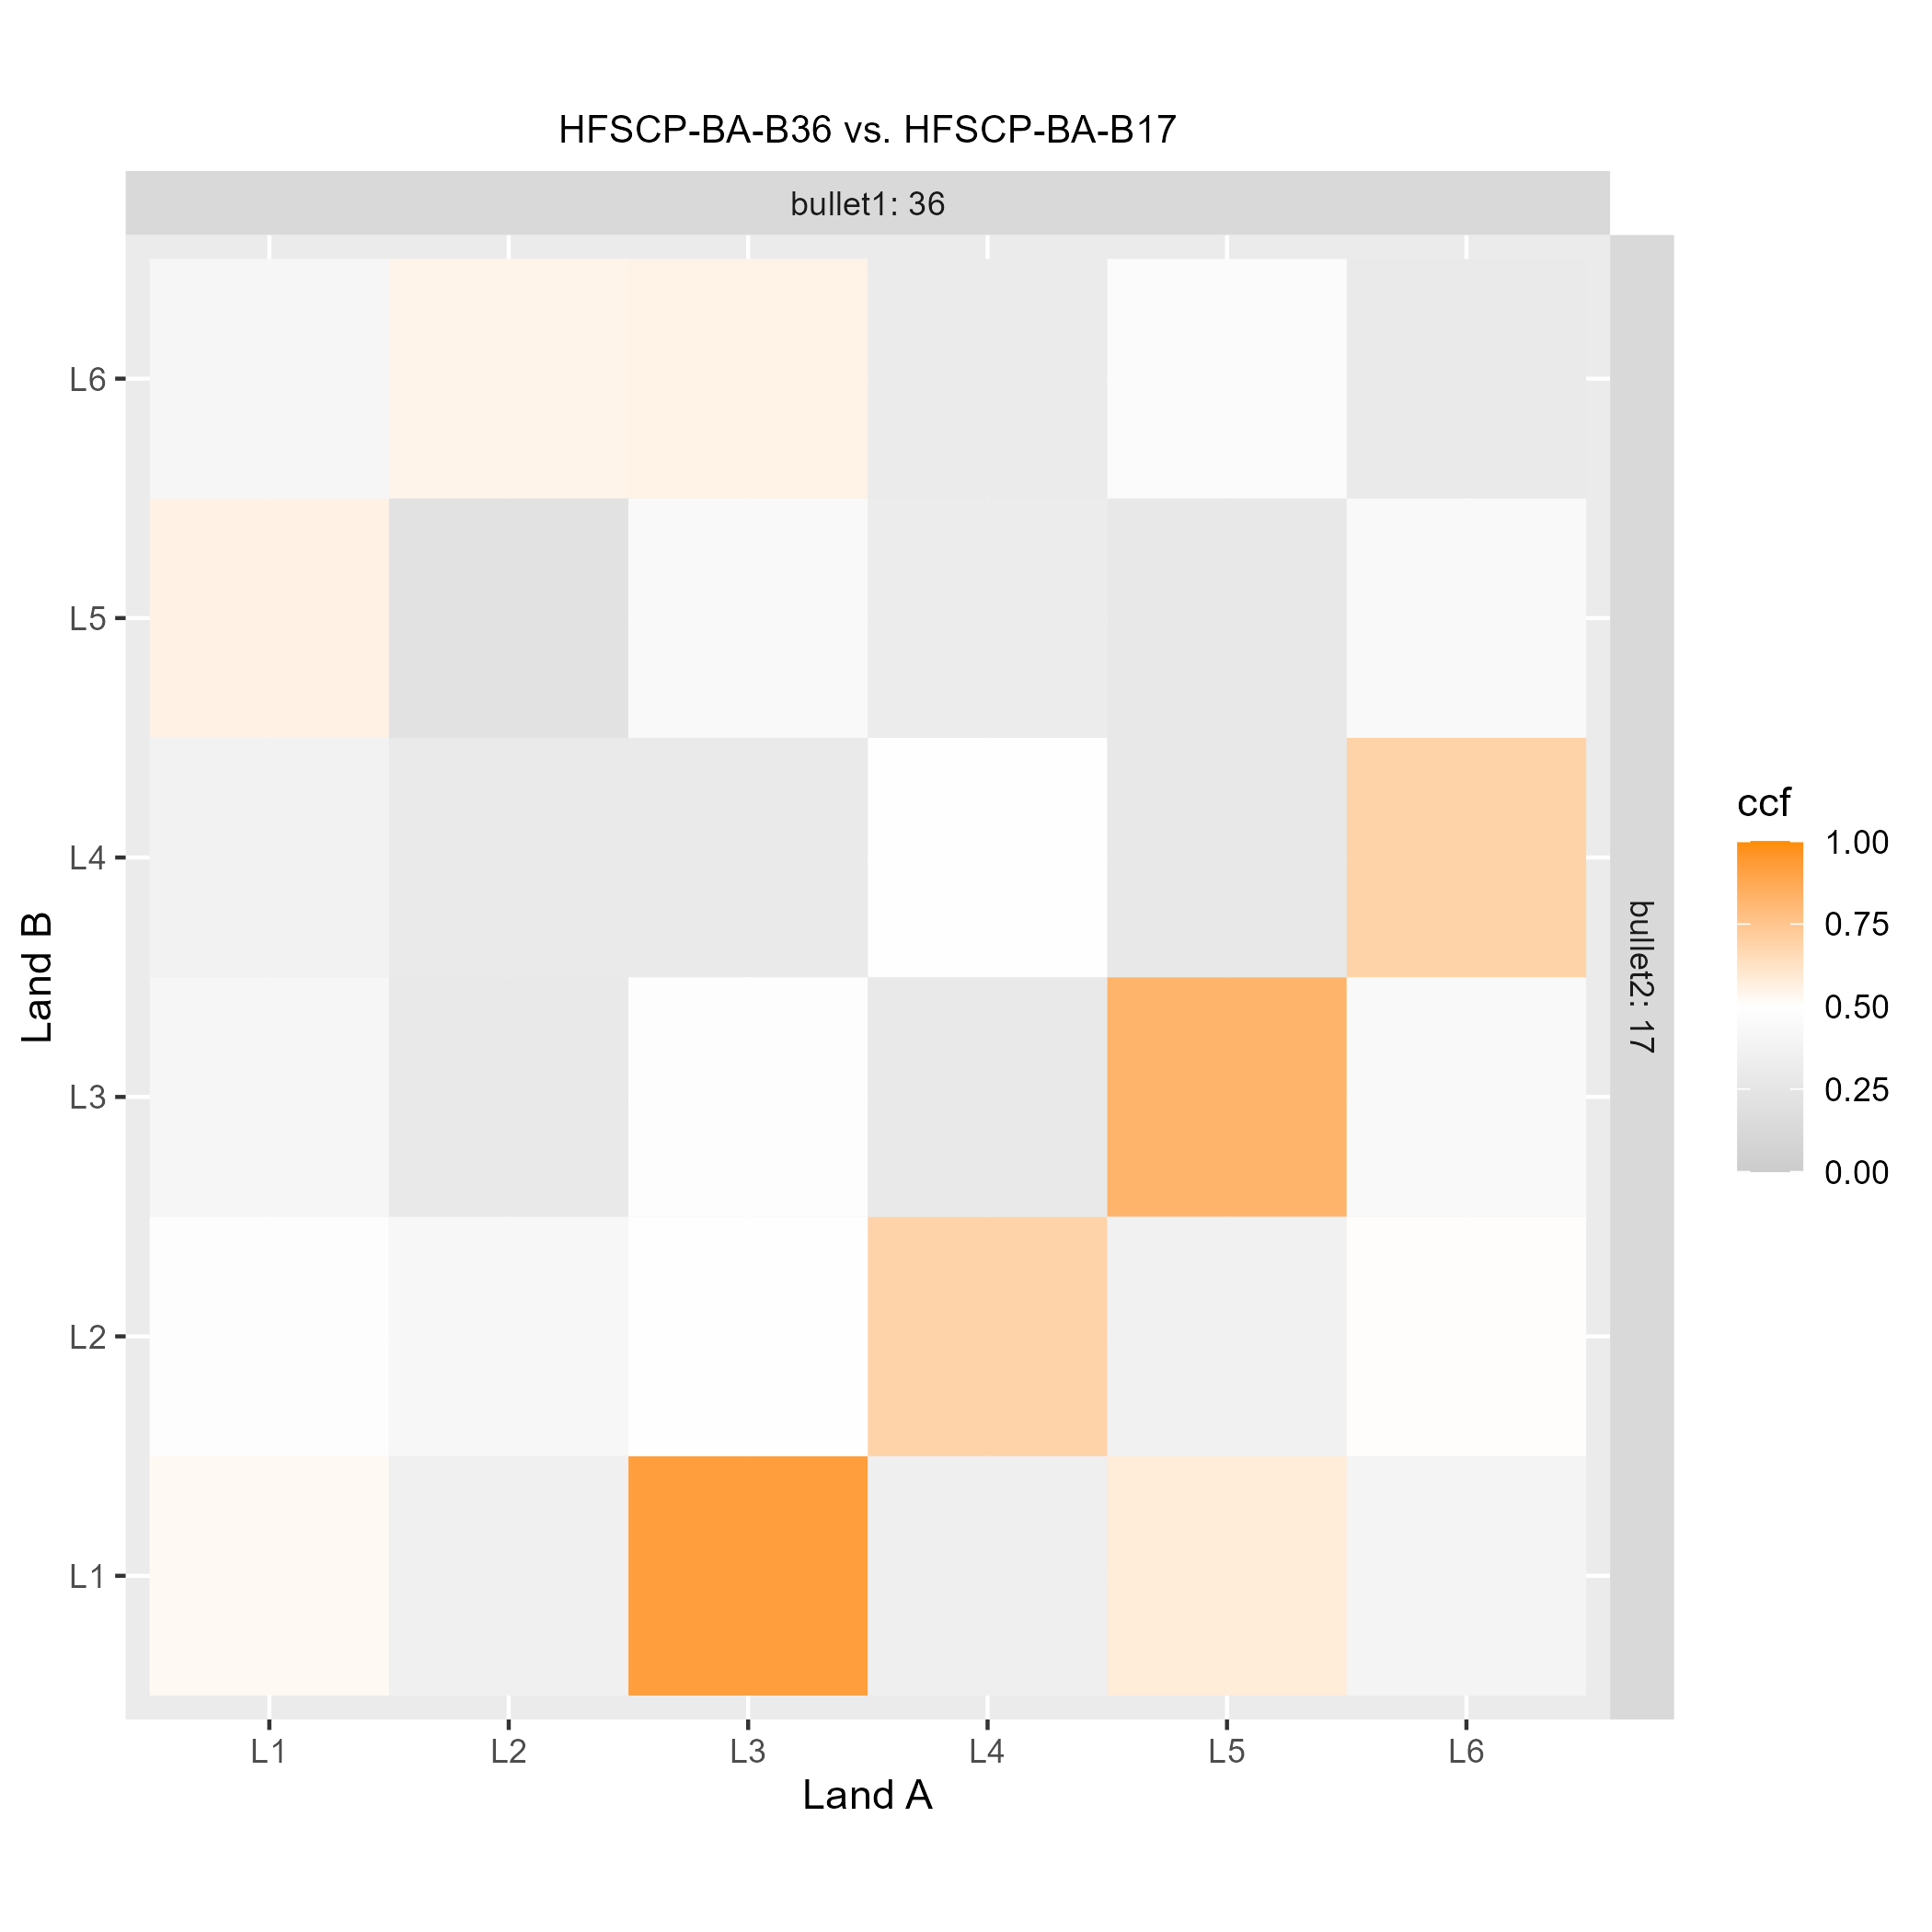 HFSCP-BA-B36 vs. HFSCP-BA-B17
bullet1: 36
L6
L5
L4
L3
L2
L1
Land B
bullet2: 17
ccf
1.00
0.75
0.50
0.25
0.00
L1 L2 L3 L4 L5 L6
Land A